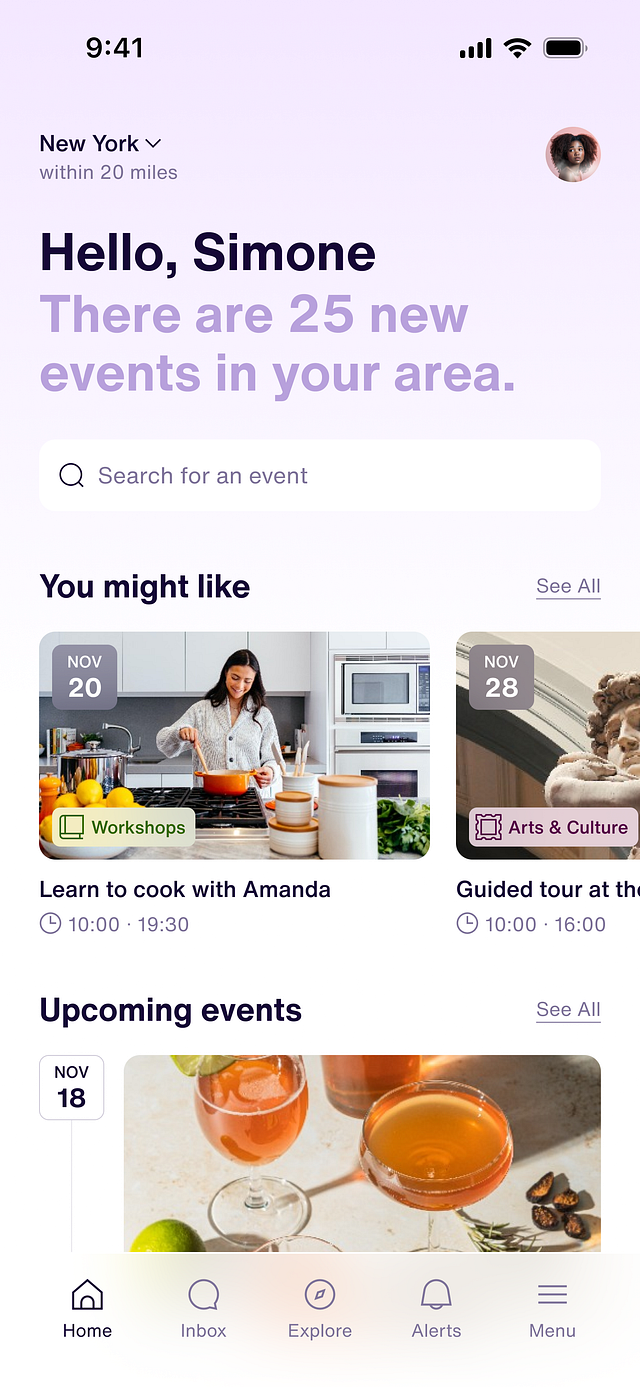 9:41
New York
within 20 miles
Hello, Simone
There are 25 new
events in your area.
Search for an event
You might like
See All
NOV
20
Workshops
Learn to cook with Amanda
10:00 · 19:30
NOV
28
Arts & Culture
Guided tour at
10:00 · 16:00
Upcoming events
See All
NOV
18
Home
Inbox
Explore
Alerts
Menu